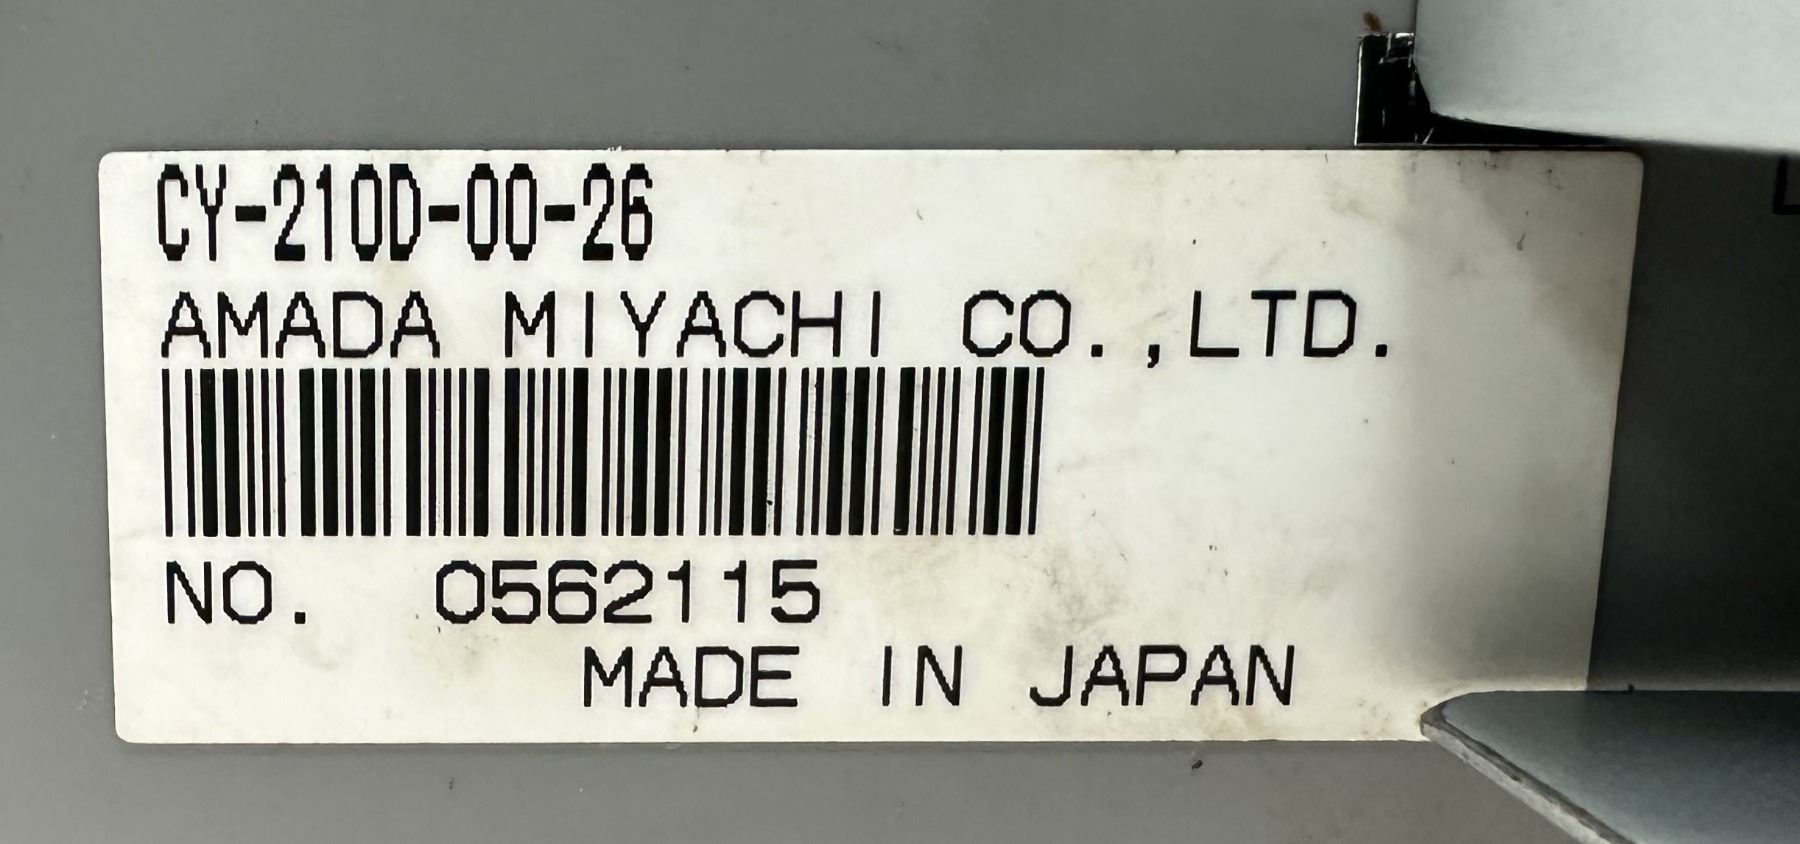 CY-210D-00-26
AMADA MIYACHI CO.,LTD.
NO. 0562115
MADE IN JAPAN